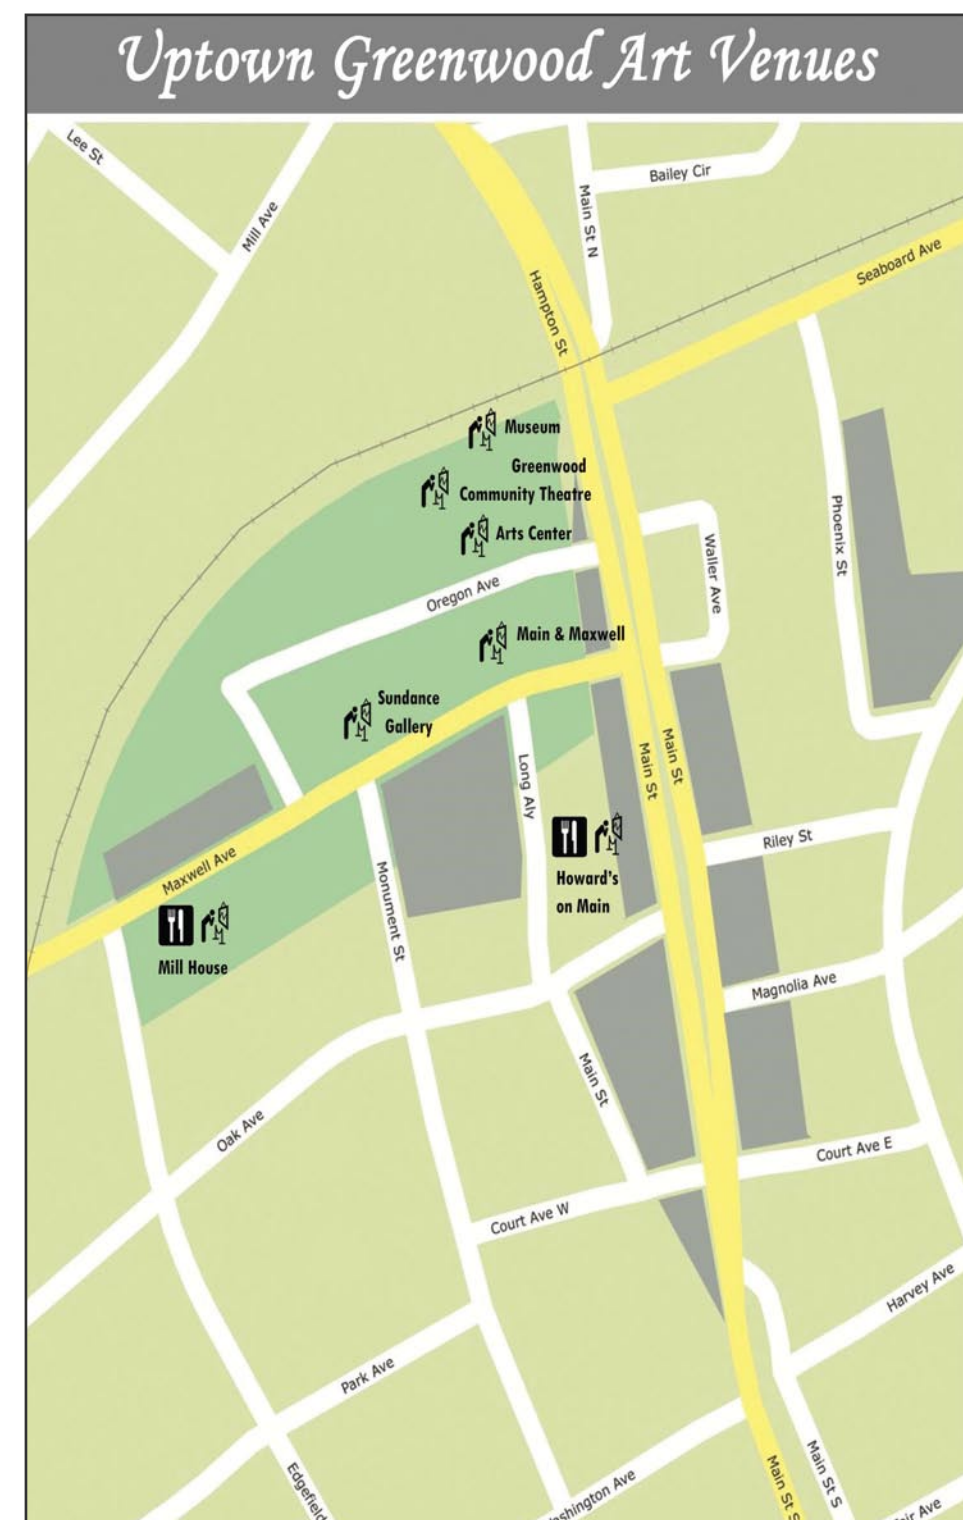 Uptown Greenwood Art Venues
Lee St
Mill Ave
Bailey Cir
Main St N
Seaboard Ave
Hampton St
Museum
Greenwood
Community Theatre
Arts Center
Phoenix St
Waller Ave
Oregon Ave
Main & Maxwell
Sundance
Gallery
Long Aly
Main St
Main St
Riley St
Maxwell Ave
Monument St
Howard's
on Main
Mill House
Magnolia Ave
Main St
Oak Ave
Court Ave E
Court Ave W
Harvey Ave
Park Ave
Edgefield
Main St S
Main St S
ashington Ave